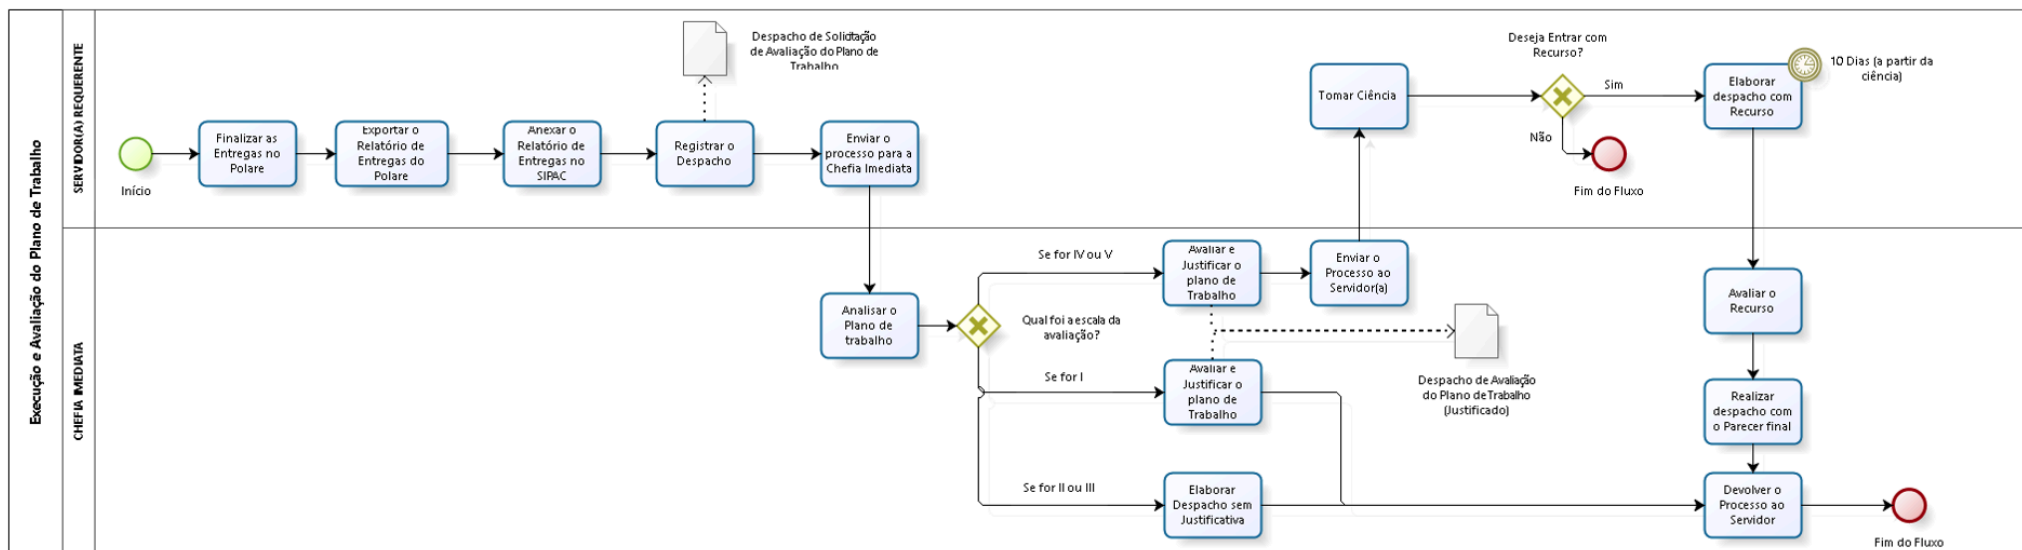 Execução e Avaliação do Plano de Trabalho
SERVIDOR(A) REQUERENTE
Início
Finalizar as
Entregas no
Polare
Exportar o
Relatório de
Entregas do
Polare
Anexar o
Relatório de
Entregas no
SIPAC
Despacho de Solicitação
de Avaliação do Plano de
Trabalho
Registrar o
Despacho
Enviar o
processo para a
Chefia Imediata
Tomar Ciência
Deseja Entrar com
Recurso?
Sim
Não
Fim do Fluxo
Elaborar
despacho com
Recurso
10 Dias (a partir da
ciência)
CHEFIA IMEDIATA
Analisar o
Plano de
trabalho
Qual foi a escala da
avaliação?
Se for IV ou V
Avaliar e
Justificar o
plano de
Trabalho
Enviar o
Processo ao
Servidor(a)
Se for I
Avaliar e
Justificar o
plano de
Trabalho
Despacho de Avaliação
do Plano de Trabalho
(Justificado)
Se for II ou III
Elaborar
Despacho sem
Justificativa
Avaliar o
Recurso
Realizar
despacho com
o Parecer final
Devolver o
Processo ao
Servidor
Fim do Fluxo